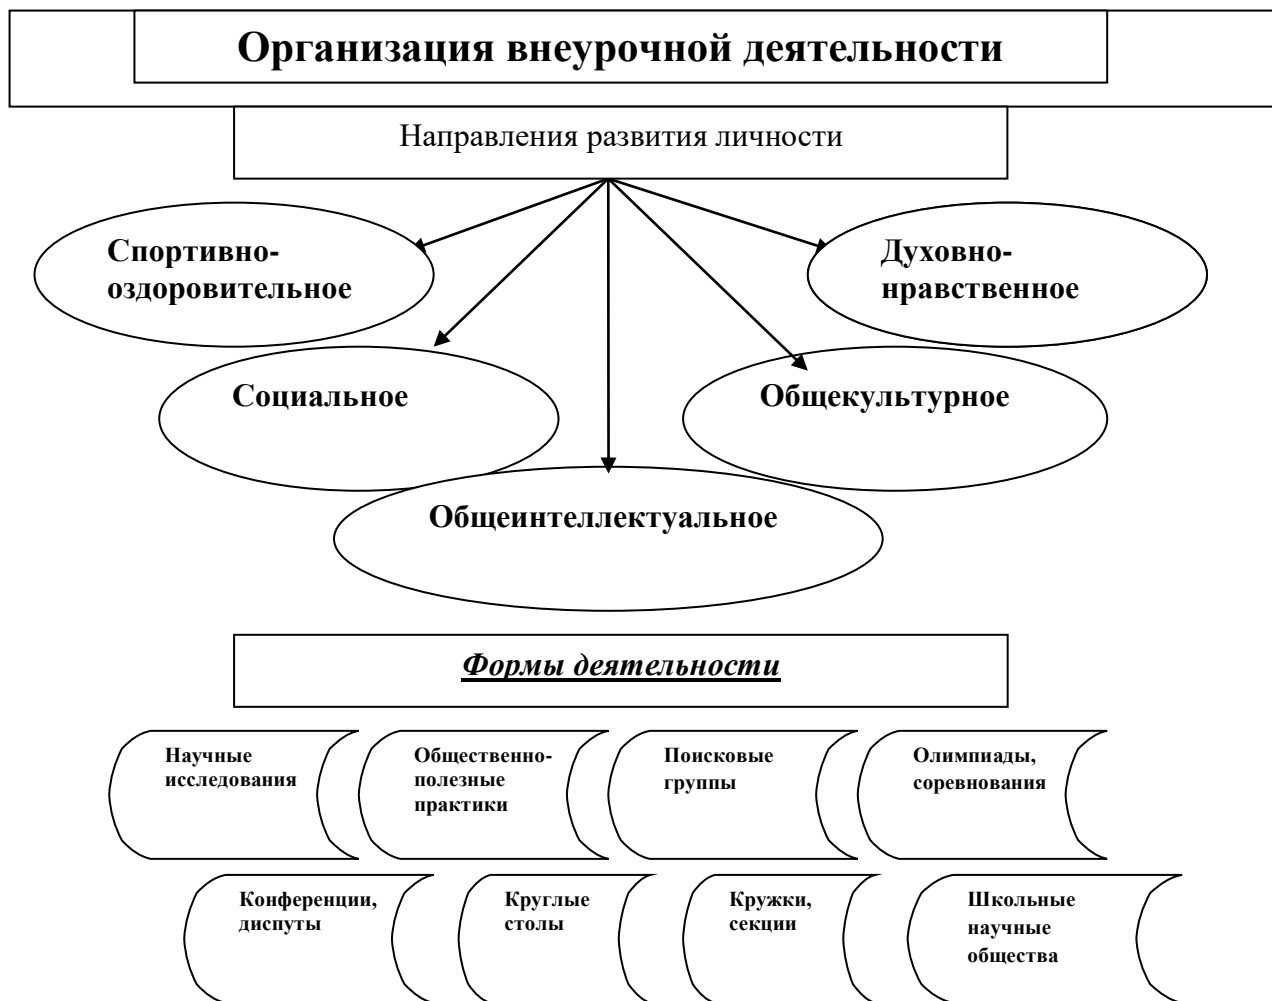 Организация внеурочной деятельности
Направления развития личности
Спортивно-
оздоровительное
Духовно-
нравственное
Социальное
Общекультурное
Общеинтеллектуальное
Формы деятельности
Научные
исследования
Общественно-
полезные
практики
Поисковые
группы
Олимпиады,
соревнования
Конференции,
диспуты
Круглые
столы
Кружки,
секции
Школьные
научные
общества